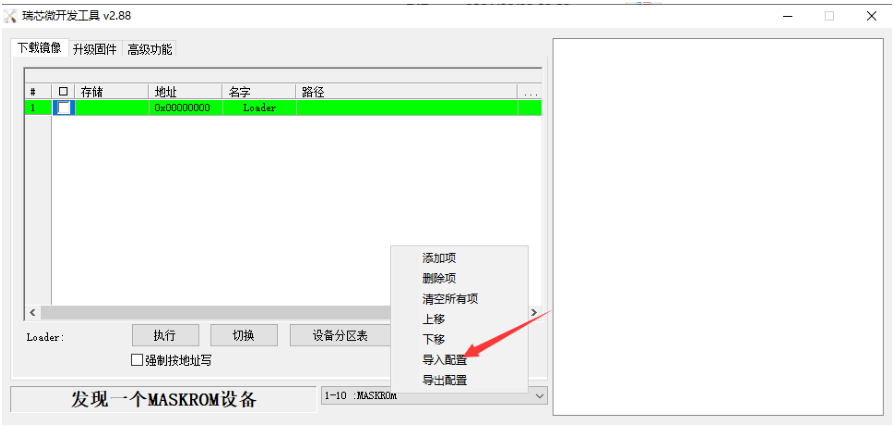 瑞芯微开发工具 v2.88
下载镜像 升级固件 高级功能
# 存储 地址 名字 路径 ...
1 0x00000000 Loader
添加项
删除项
清空所有项
上移
下移
导入配置
导出配置
Loader: 执行 切换 设备分区表
强制按地址写
发现一个MASKROM设备 1-10 :MASKROM